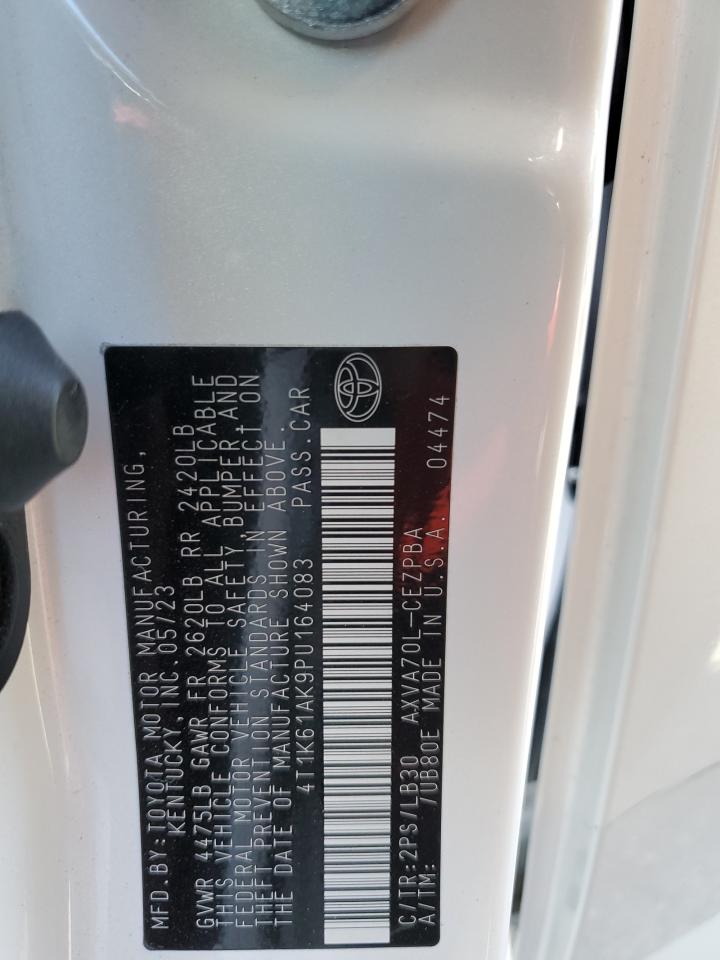 MFD.BY:TOYOTA MOTOR MANUFACTURING,
KENTUCKY, INC.05/23
GVWR 4475LB GAWR FR 2620LB RR 2420LB
THIS VEHICLE CONFORMS TO ALL APPLICABLE
FEDERAL MOTOR VEHICLE SAFETY BUMPER AND
THEFT PREVENTION STANDARDS IN EFFECT ON
THE DATE OF MANUFACTURE SHOWN ABOVE.
4T1K61AK9PU164083 PASS.CAR
C/TR:2PS/LB30 AXVA70L-CEZPBA
A/TM: /UB80E MADE IN U.S.A. 04474